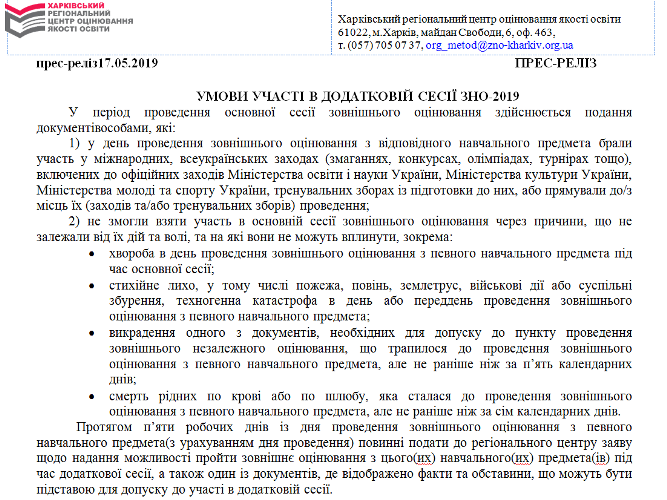 ХАРКІВСЬКИЙ
РЕГІОНАЛЬНИЙ
ЦЕНТР ОЦІНЮВАННЯ
ЯКОСТІ ОСВІТИ
Харківський регіональний центр оцінювання якості освіти
61022, м.Харків, майдан Свободи, 6, оф. 463,
т. (057) 705 07 37, org_metod@zno-kharkiv.org.ua
прес-реліз17.05.2019 ПРЕС-РЕЛІЗ
УМОВИ УЧАСТІ В ДОДАТКОВІЙ СЕСІЇ ЗНО-2019
У період проведення основної сесії зовнішнього оцінювання здійснюється подання
документівособами, які:
1) у день проведення зовнішнього оцінювання з відповідного навчального предмета брали
участь у міжнародних, всеукраїнських заходах (змаганнях, конкурсах, олімпіадах, турнірах тощо),
включених до офіційних заходів Міністерства освіти і науки України, Міністерства культури України,
Міністерства молоді та спорту України, тренувальних зборах із підготовки до них, або прямували до/з
місць їх (заходів та/або тренувальних зборів) проведення;
2) не змогли взяти участь в основній сесії зовнішнього оцінювання через причини, що не
залежали від їх дій та волі, та на які вони не можуть вплинути, зокрема:
• хвороба в день проведення зовнішнього оцінювання з певного навчального предмета під
час основної сесії;
• стихійне лихо, у тому числі пожежа, повінь, землетрус, військові дії або суспільні
збурення, техногенна катастрофа в день або переддень проведення зовнішнього
оцінювання з певного навчального предмета;
• викрадення одного з документів, необхідних для допуску до пункту проведення
зовнішнього незалежного оцінювання, що трапилося до проведення зовнішнього
оцінювання з певного навчального предмета, але не раніше ніж за п’ять календарних
днів;
• смерть рідних по крові або по шлюбу, яка сталася до проведення зовнішнього
оцінювання з певного навчального предмета, але не раніше ніж за сім календарних днів.
Протягом п’яти робочих днів із дня проведення зовнішнього оцінювання з певного
навчального предмета(з урахуванням дня проведення) повинні подати до регіонального центру заяву
щодо надання можливості пройти зовнішнє оцінювання з цього(их) навчального(их) предмета(ів) під
час додаткової сесії, а також один із документів, де відображено факти та обставини, що можуть бути
підставою для допуску до участі в додатковій сесії.